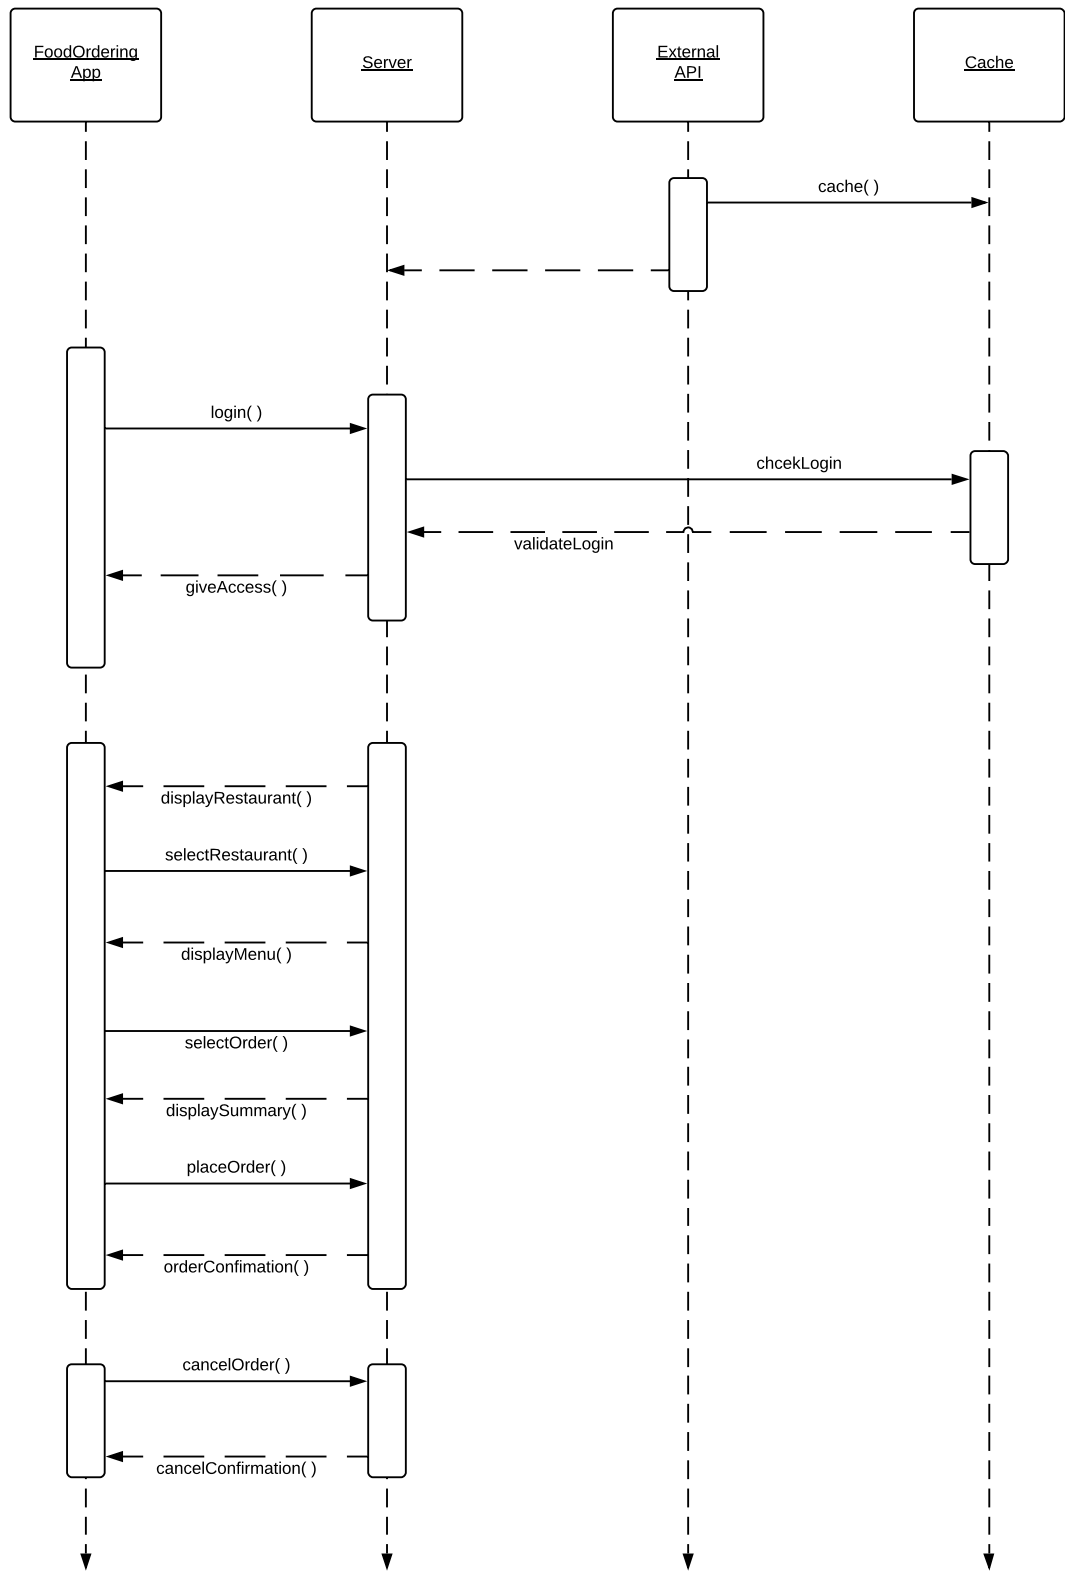 FoodOrdering
App
Server
External
API
Cache
cache( )
login( )
chcekLogin
validateLogin
giveAccess( )
displayRestaurant( )
selectRestaurant( )
displayMenu( )
selectOrder( )
displaySummary( )
placeOrder( )
orderConfimation( )
cancelOrder( )
cancelConfirmation( )